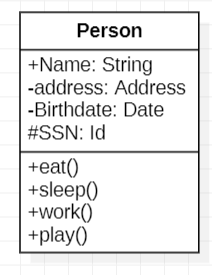 Person
+Name: String
-address: Address
-Birthdate: Date
#SSN: Id
+eat()
+sleep()
+work()
+play()